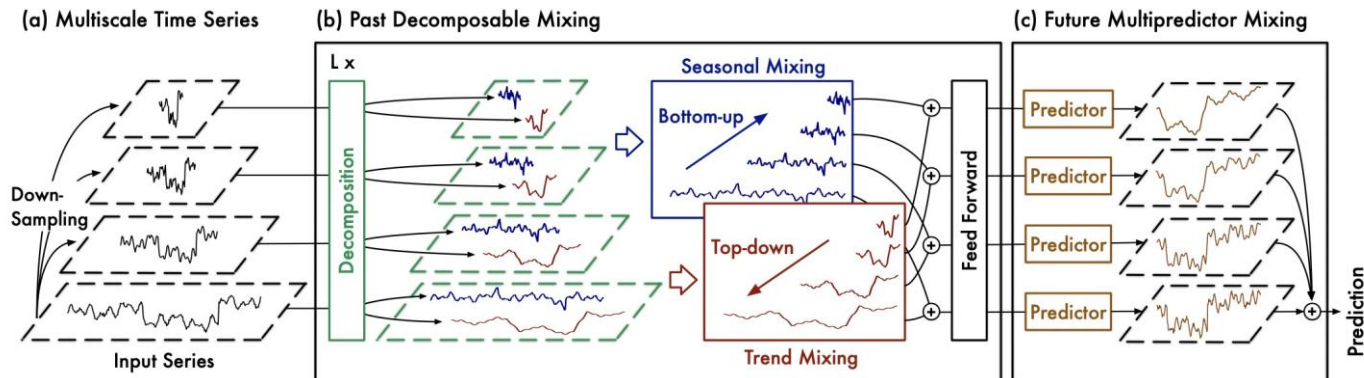 (a) Multiscale Time Series
Down-
Sampling
Input Series
(b) Past Decomposable Mixing
L x
Decomposition
Seasonal Mixing
Bottom-up
Top-down
Trend Mixing
Feed Forward
(c) Future Multipredictor Mixing
Predictor
Predictor
Predictor
Predictor
Prediction